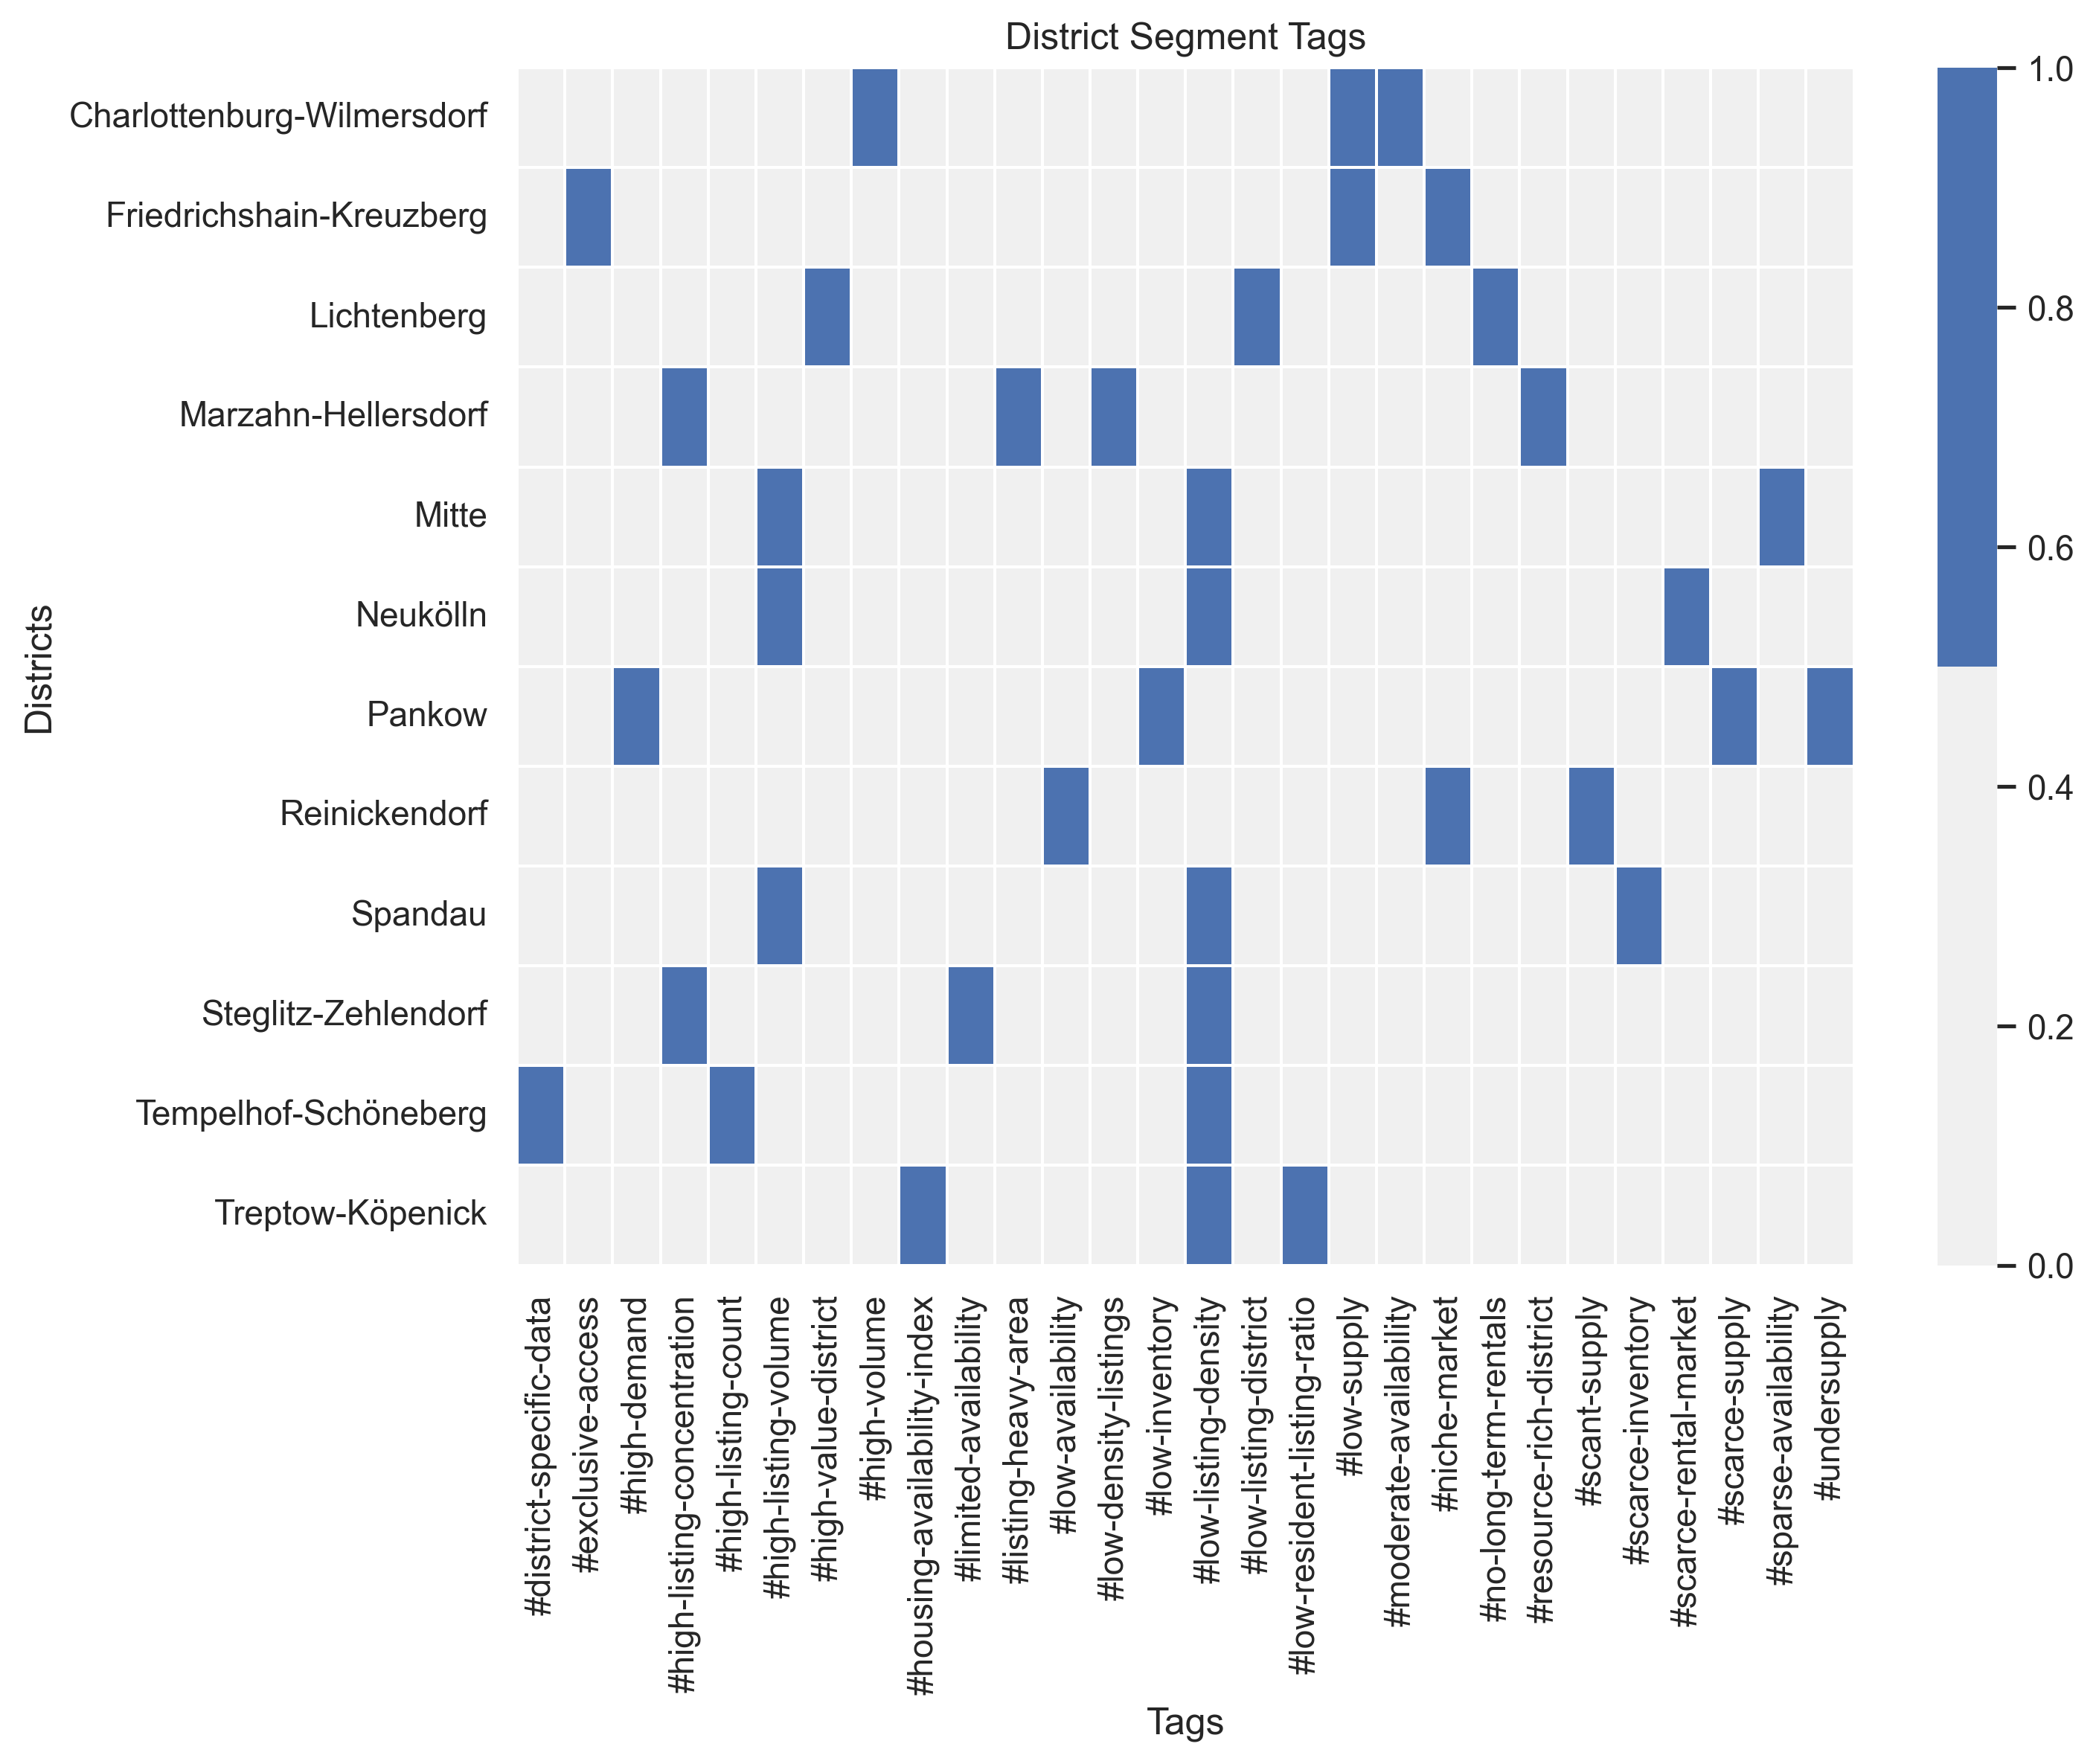 District Segment Tags
Charlottenburg-Wilmersdorf
Friedrichshain-Kreuzberg
Lichtenberg
Marzahn-Hellersdorf
Mitte
Neukölln
Pankow
Reinickendorf
Spandau
Steglitz-Zehlendorf
Tempelhof-Schöneberg
Treptow-Köpenick
Districts
#district-specific-data
#exclusive-access
#high-demand
#high-listing-concentration
#high-listing-count
#high-listing-volume
#high-value-district
#high-volume
#housing-availability-index
#limited-availability
#listing-heavy-area
#low-availability
#low-density-listings
#low-inventory
#low-listing-density
#low-listing-district
#low-resident-listing-ratio
#low-supply
#moderate-availability
#niche-market
#no-long-term-rentals
#resource-rich-district
#scant-supply
#scarce-inventory
#scarce-rental-market
#scarce-supply
#sparse-availability
#undersupply
Tags
1.0
0.8
0.6
0.4
0.2
0.0